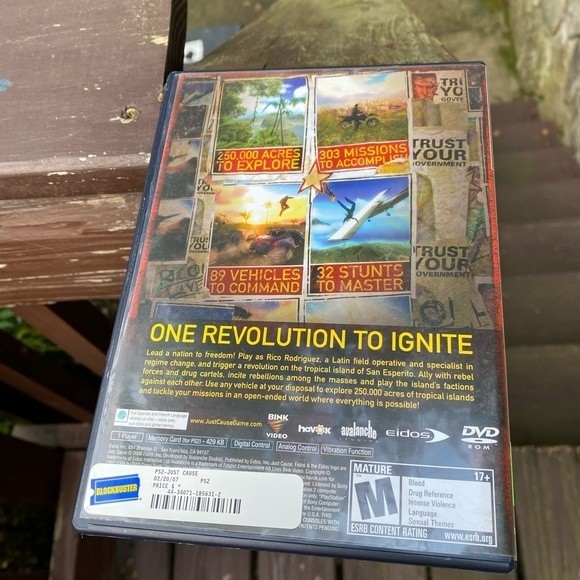 TRI
YO
GOVER
250,000 ACRES
TO EXPLORE
303 MISSIONS
TO ACCOMPLISH
TRUST
YOUR
GOVERNMENT
89 VEHICLES
TO COMMAND
32 STUNTS
TO MASTER
TRUST
YOUR
GOVERNMENT
ONE REVOLUTION TO IGNITE
Lead a nation to freedom! Play as Rico Rodriguez, a Latin field operative and specialist in
regime change, and trigger a revolution on the tropical island of San Esperito. Ally with rebel
forces and drug cartels, incite rebellions among the masses and play the island's factions
against each other. Use any vehicle at your disposal to explore 250,000 acres of tropical islands
and tackle your missions in an open-ended world where everything is possible!
www.JustCauseGame.com
BINK
VIDEO
havok
avalanche
eidos
DVD
ROM
1 Player
Memory Card (for PS2) - 429 KB
Digital Control
Analog Control
Vibration Function
PS2-JUST CAUSE
02/20/07 PS2
PRICE $ *
44-34071-185631-2
BLOCKBUSTER
MATURE 17+
M
Blood
Drug Reference
Intense Violence
Language
Sexual Themes
ESRB CONTENT RATING www.esrb.org